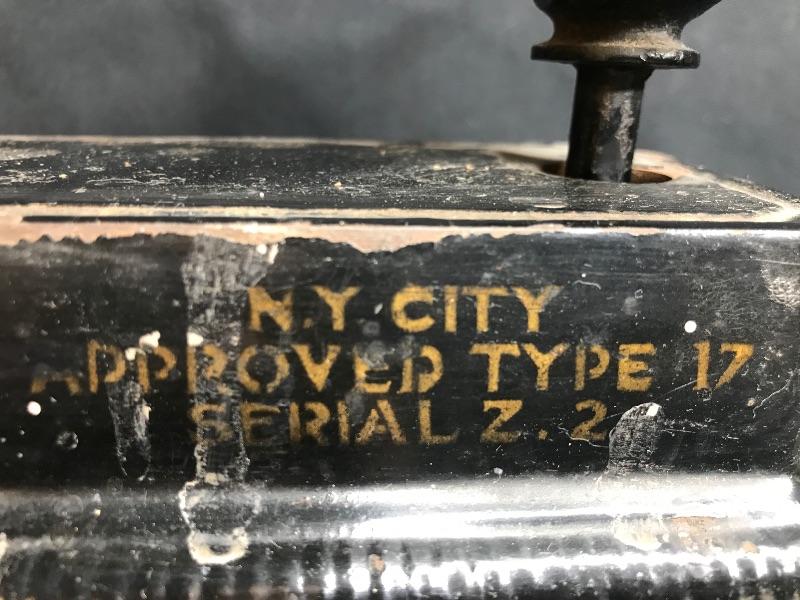 N.Y. CITY
APPROVED TYPE 17
SERIAL Z. 2